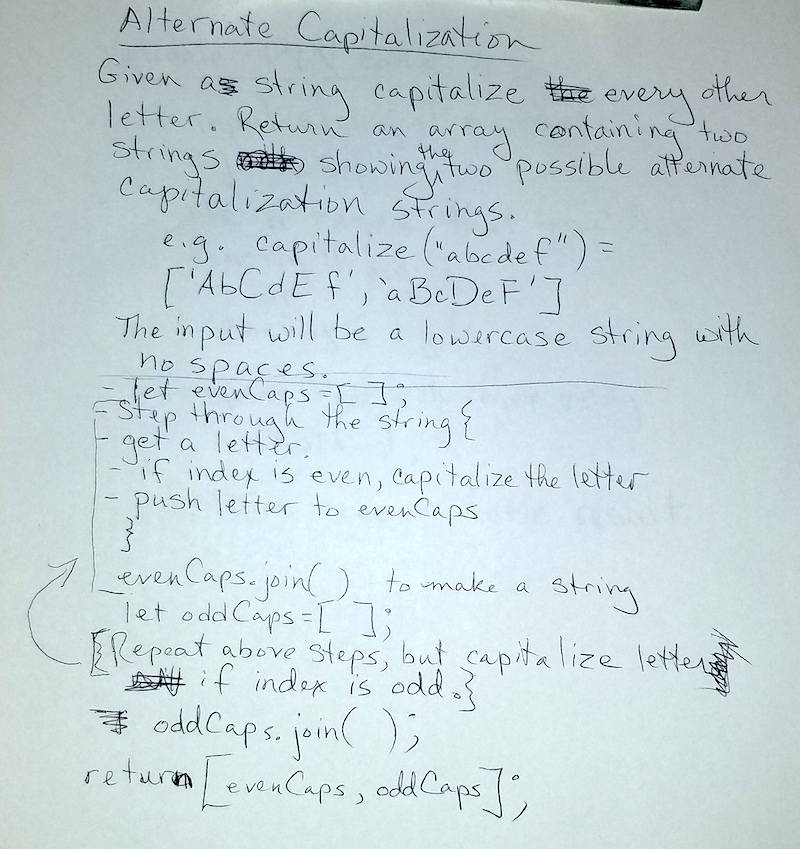 Alternate Capitalization
Given a string capitalize every other
letter. Return an array containing two
strings showing the two possible alternate
capitalization strings.
e.g. capitalize("abcdef") =
['AbCdEf', 'aBcDeF']
The input will be a lowercase string with
no spaces.
- let evenCaps = [ ];
- Step through the string {
- get a letter.
- if index is even, capitalize the letter
- push letter to evenCaps
}
evenCaps.join( ) to make a string
let oddCaps = [ ];
[{Repeat above steps, but capitalize letter
if index is odd.}
oddCaps.join( );
return [evenCaps, oddCaps];